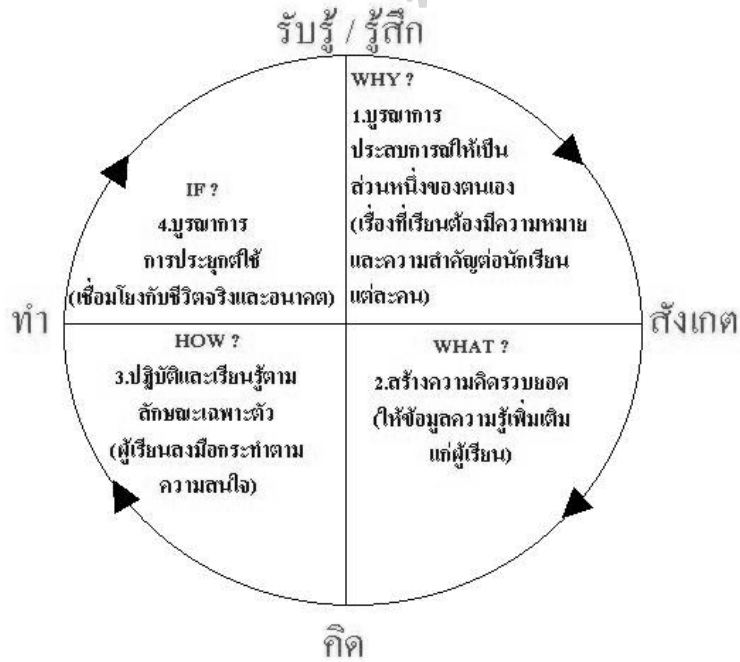 รับรู้ / รู้สึก
WHY ?
1.บูรณาการ
ประสบการณ์ให้เป็น
ส่วนหนึ่งของตนเอง
(เรื่องที่เรียนต้องมีความหมาย
และความสำคัญต่อนักเรียน
แต่ละคน)
สังเกต
WHAT ?
2.สร้างความคิดรวบยอด
(ให้ข้อมูลความรู้เพิ่มเติม
แก่ผู้เรียน)
คิด
HOW ?
3.ปฏิบัติและเรียนรู้ตาม
ลักษณะเฉพาะตัว
(ผู้เรียนลงมือกระทำตาม
ความสนใจ)
ทำ
IF ?
4.บูรณาการ
การประยุกต์ใช้
(เชื่อมโยงกับชีวิตจริงและอนาคต)